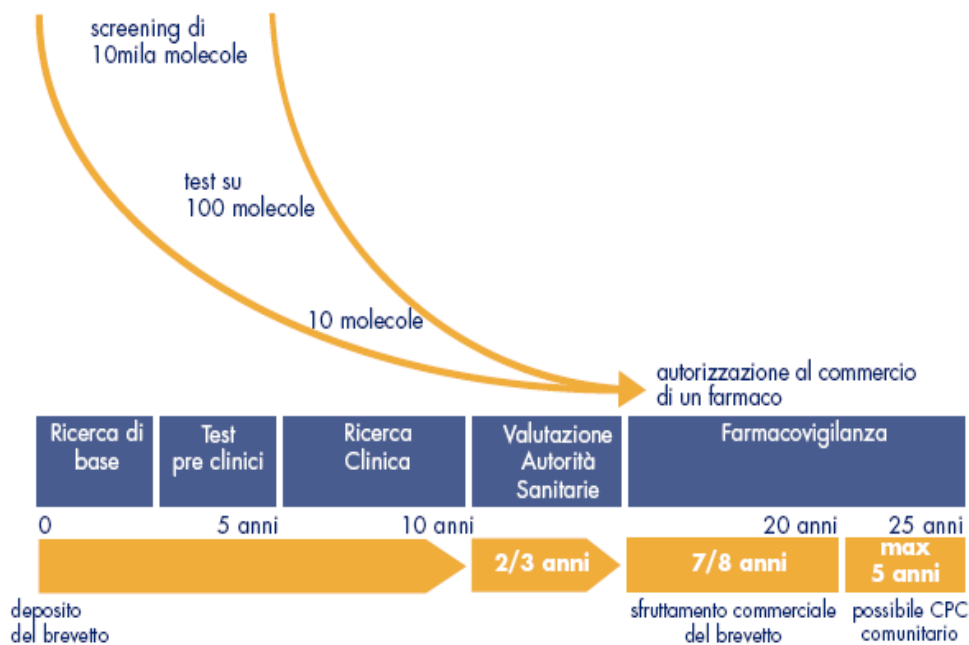 screening di
10mila molecole
test su
100 molecole
10 molecole
autorizzazione al commercio
di un farmaco
Ricerca di
base
Test
pre clinici
Ricerca
Clinica
Valutazione
Autorità
Sanitarie
Farmacovigilanza
0
5 anni
10 anni
20 anni
25 anni
2/3 anni
7/8 anni
max
5 anni
deposito
del brevetto
sfruttamento commerciale
del brevetto
possibile CPC
comunitario